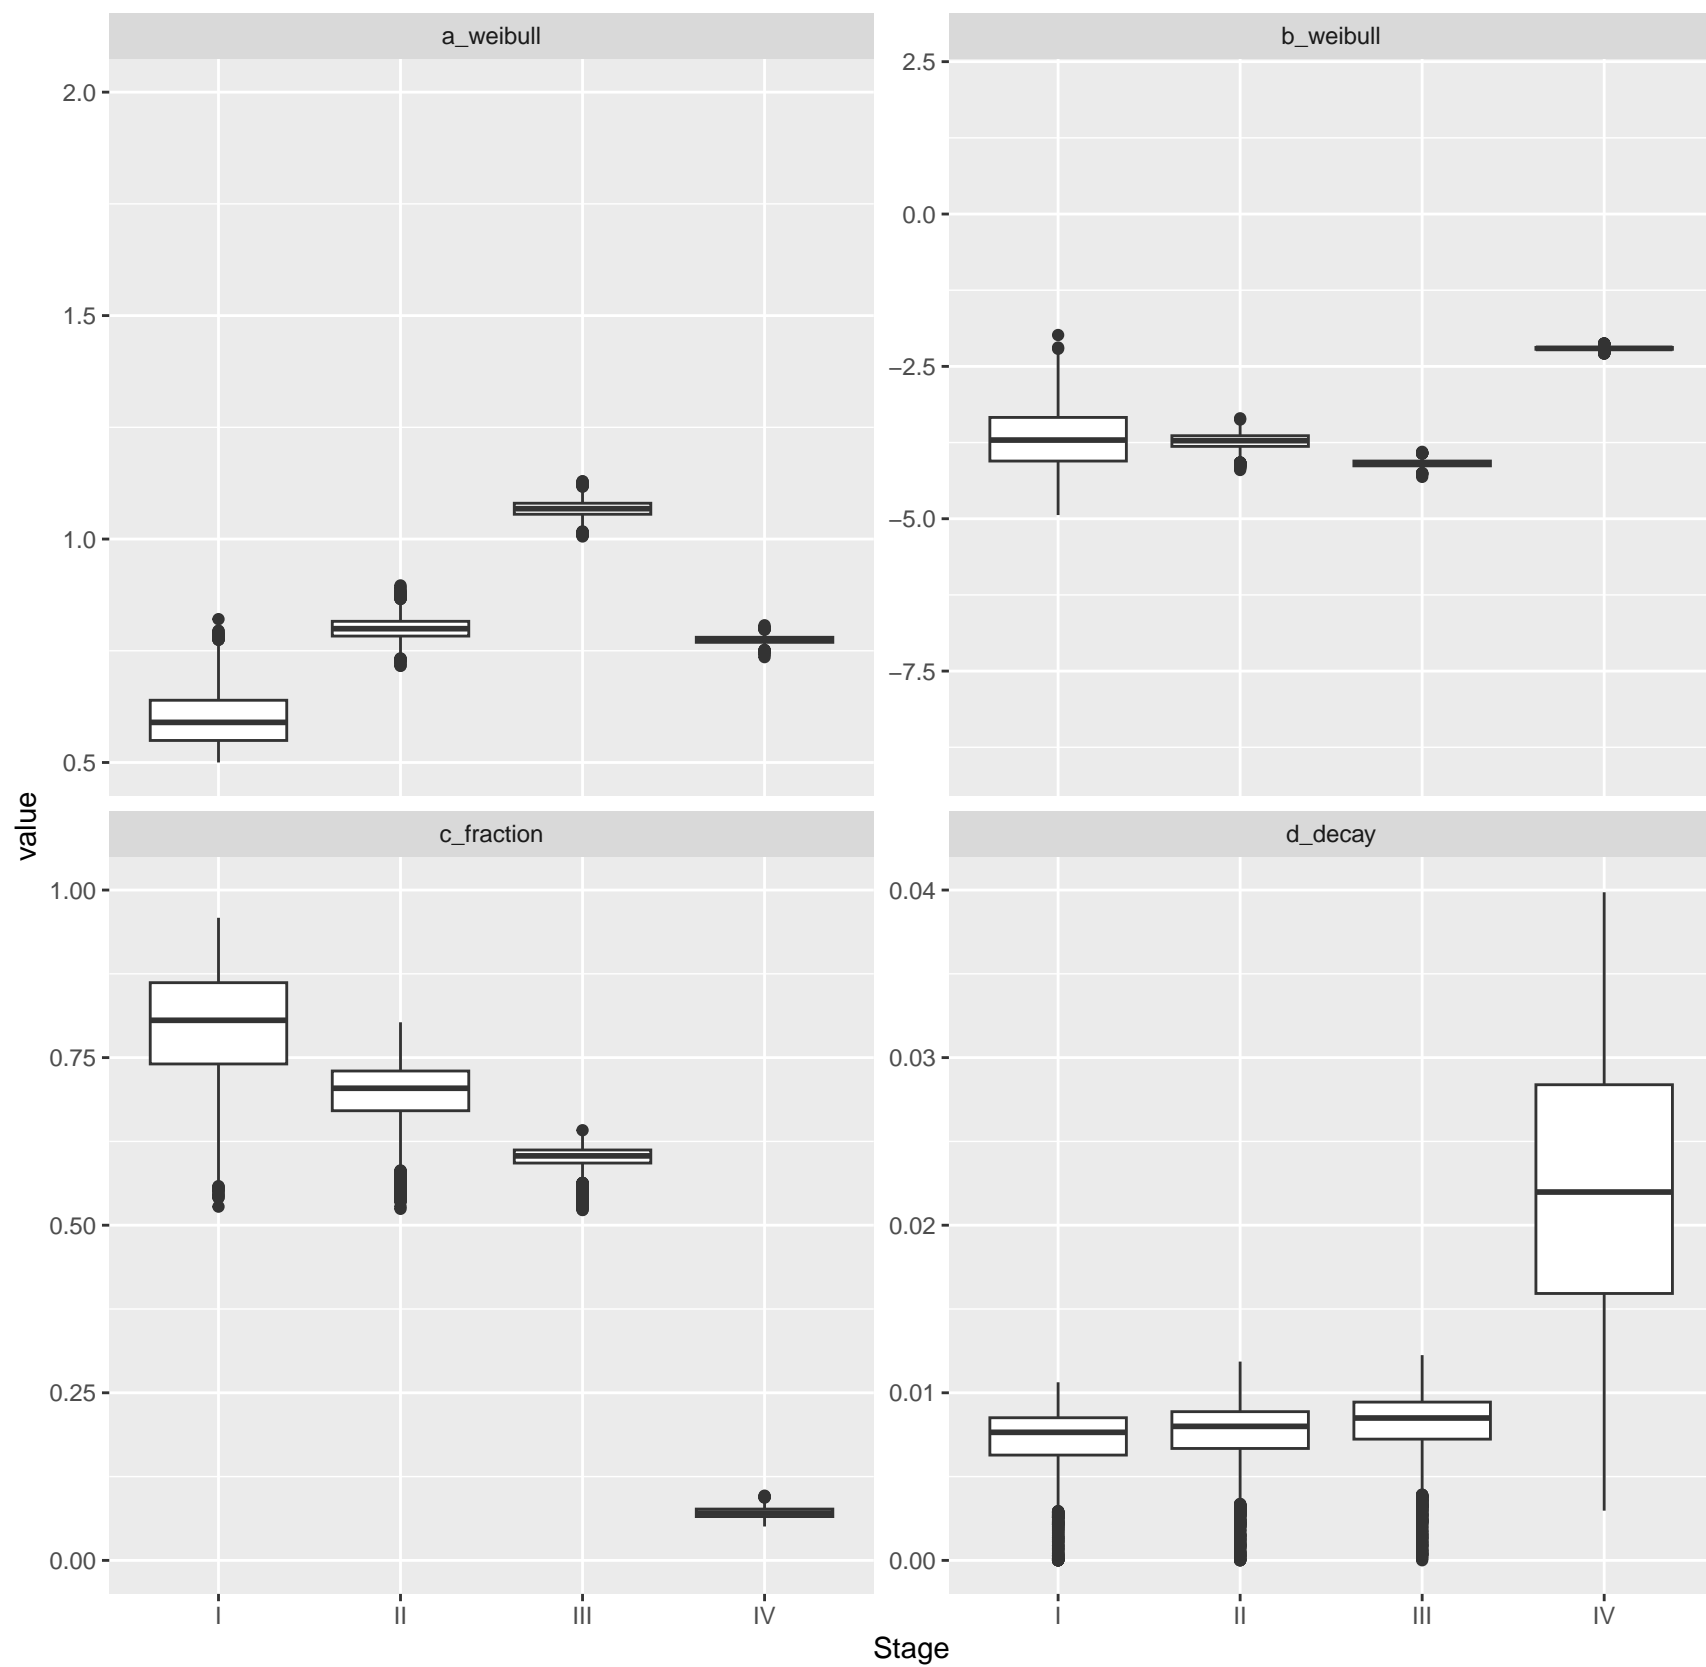 a_weibull
b_weibull
2.0
1.5
1.0
0.5
2.5
0.0
−2.5
−5.0
−7.5
value
c_fraction
d_decay
1.00
0.75
0.50
0.25
0.00
0.04
0.03
0.02
0.01
0.00
I II III IV
I II III IV
Stage